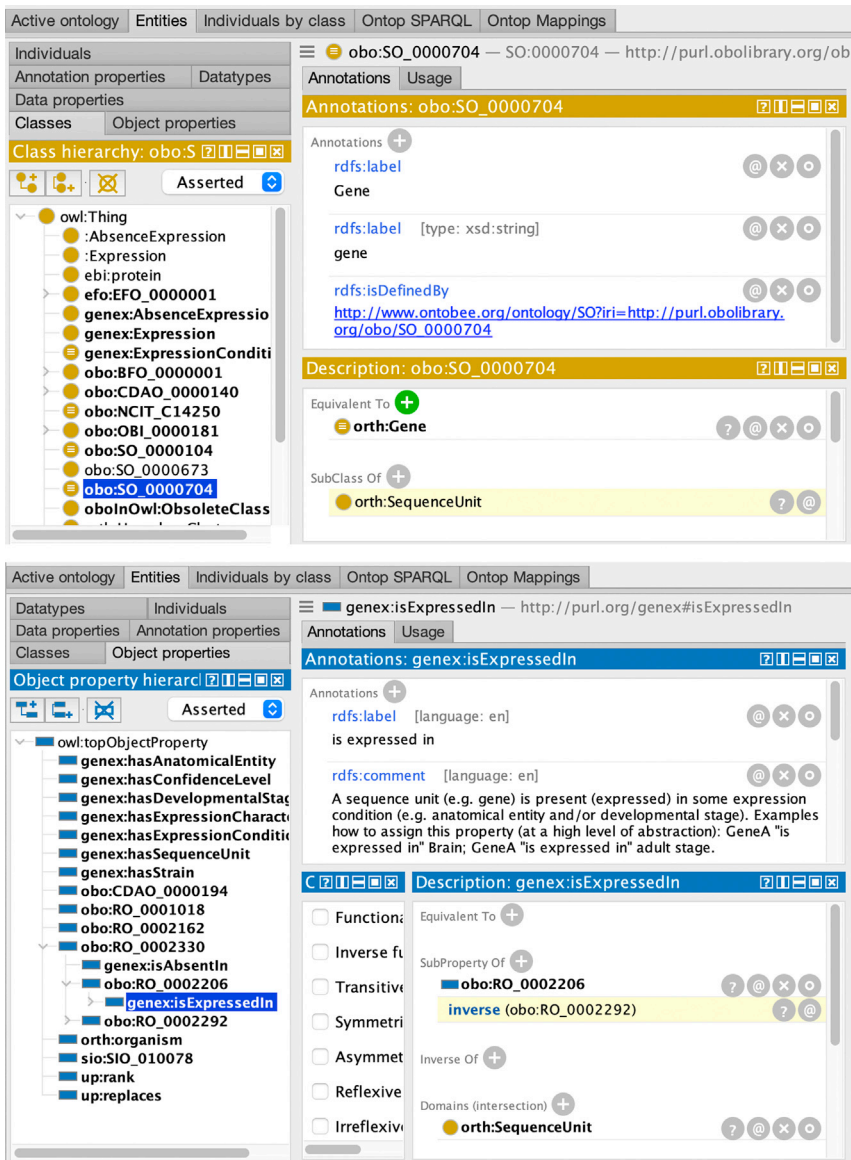 Active ontology Entities Individuals by class Ontop SPARQL Ontop Mappings
Individuals
Annotation properties Datatypes
Data properties
Classes Object properties
Class hierarchy: obo:S
Asserted
owl:Thing
:AbsenceExpression
:Expression
ebi:protein
efo:EFO_0000001
genex:AbsenceExpressio
genex:Expression
genex:ExpressionConditi
obo:BFO_0000001
obo:CDAO_0000140
obo:NCIT_C14250
obo:OBI_0000181
obo:SO_0000104
obo:SO_0000673
obo:SO_0000704
oboInOwl:ObsoleteClass
obo:SO_0000704 — SO:0000704 — http://purl.obolibrary.org/ob
Annotations Usage
Annotations: obo:SO_0000704
Annotations
rdfs:label
Gene
rdfs:label [type: xsd:string]
gene
rdfs:isDefinedBy
http://www.ontobee.org/ontology/SO?iri=http://purl.obolibrary.
org/obo/SO_0000704
Description: obo:SO_0000704
Equivalent To
orth:Gene
SubClass Of
orth:SequenceUnit
Active ontology Entities Individuals by class Ontop SPARQL Ontop Mappings
Datatypes Individuals
Data properties Annotation properties
Classes Object properties
Object property hierarc
Asserted
owl:topObjectProperty
genex:hasAnatomicalEntity
genex:hasConfidenceLevel
genex:hasDevelopmentalStag
genex:hasExpressionCharacte
genex:hasExpressionConditio
genex:hasSequenceUnit
genex:hasStrain
obo:CDAO_0000194
obo:RO_0001018
obo:RO_0002162
obo:RO_0002330
genex:isAbsentIn
obo:RO_0002206
genex:isExpressedIn
obo:RO_0002292
orth:organism
sio:SIO_010078
up:rank
up:replaces
genex:isExpressedIn — http://purl.org/genex#isExpressedIn
Annotations Usage
Annotations: genex:isExpressedIn
Annotations
rdfs:label [language: en]
is expressed in
rdfs:comment [language: en]
A sequence unit (e.g. gene) is present (expressed) in some expression
condition (e.g. anatomical entity and/or developmental stage). Examples
how to assign this property (at a high level of abstraction): GeneA "is
expressed in" Brain; GeneA "is expressed in" adult stage.
C
Functiona
Inverse fu
Transitive
Symmetri
Asymmet
Reflexive
Irreflexiv
Description: genex:isExpressedIn
Equivalent To
SubProperty Of
obo:RO_0002206
inverse (obo:RO_0002292)
Inverse Of
Domains (intersection)
orth:SequenceUnit